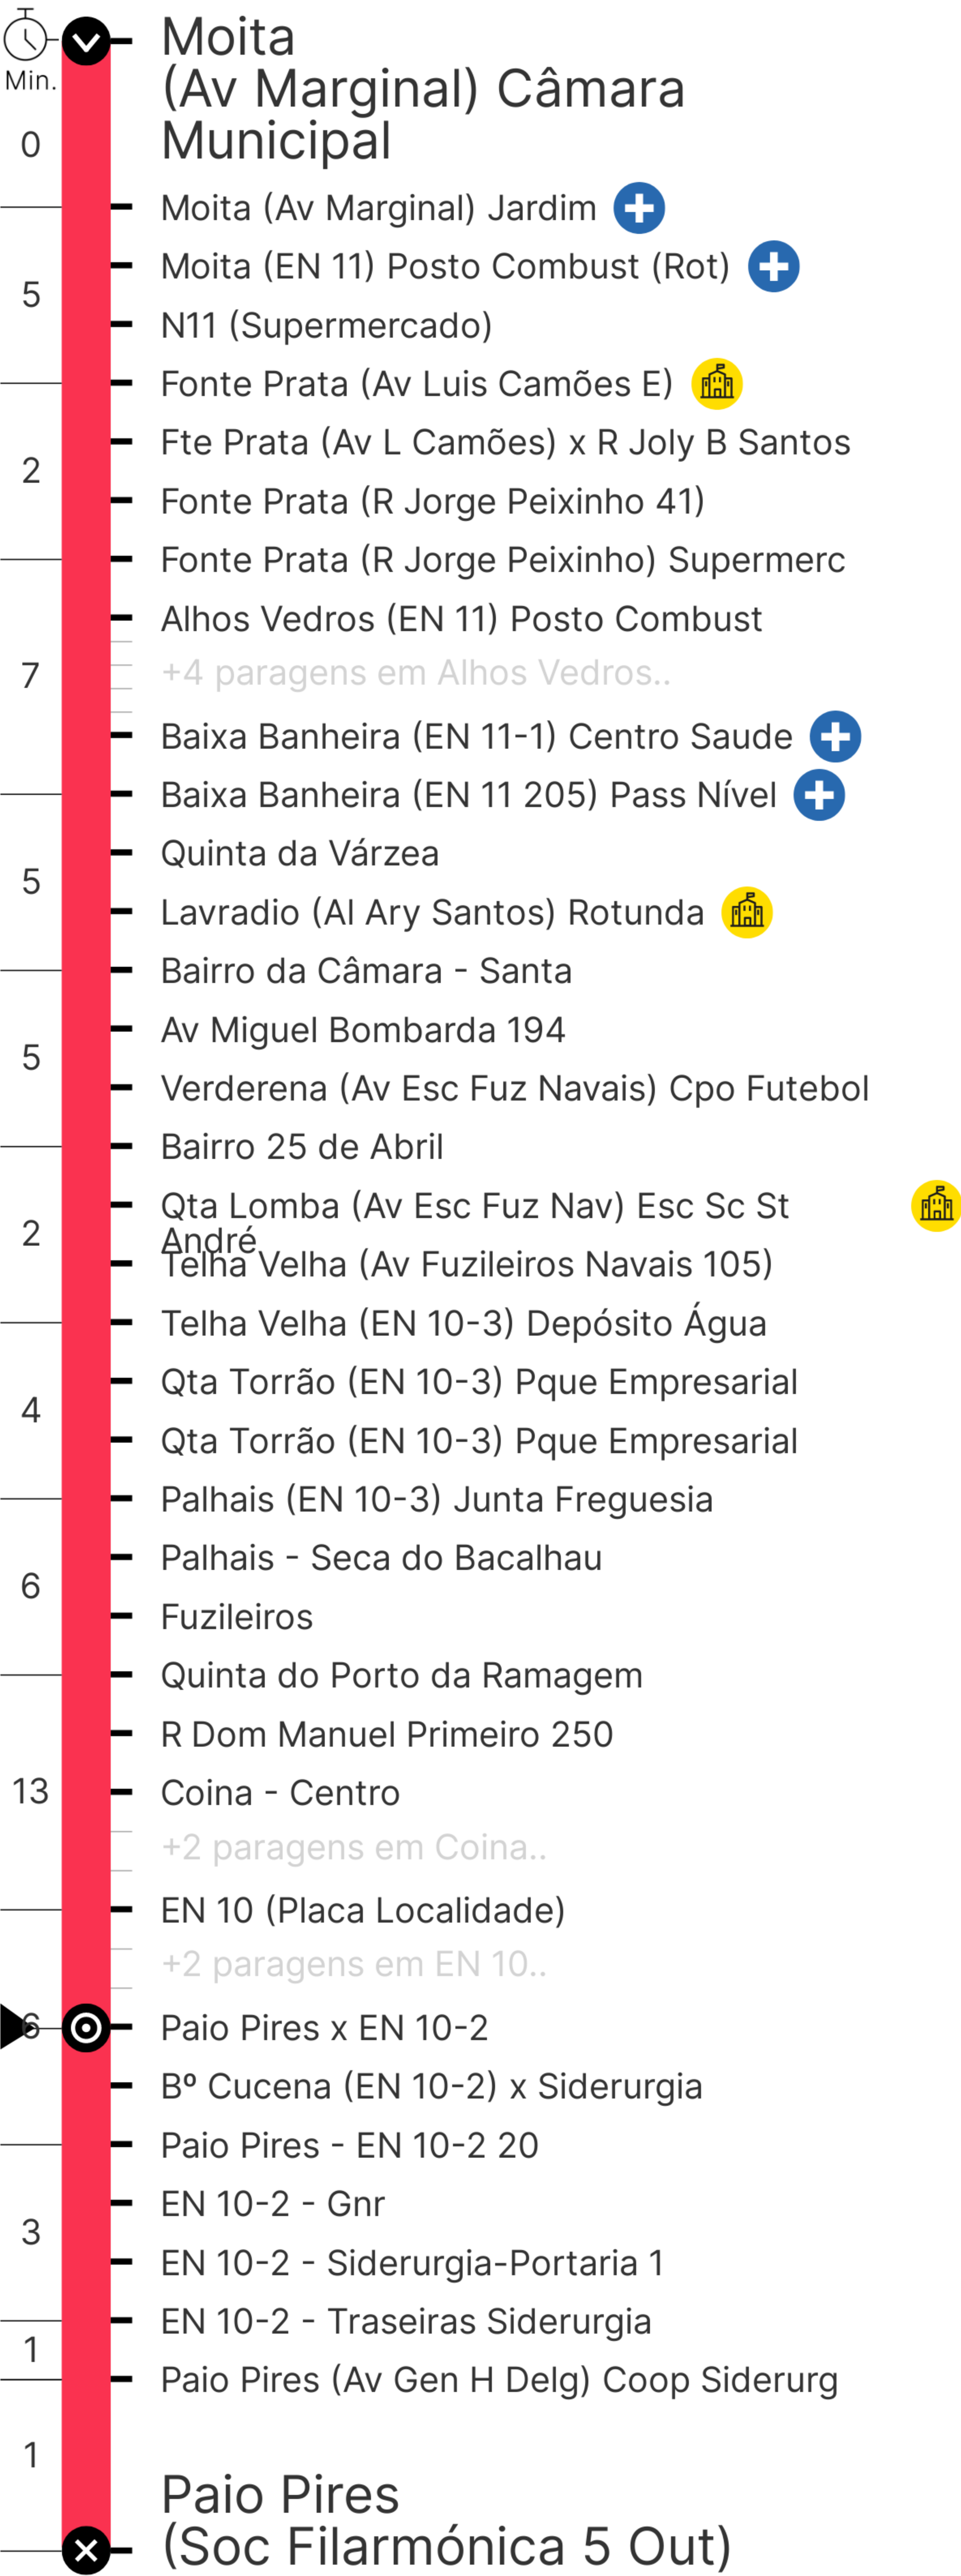 Moita
(Av Marginal) Câmara
Municipal
Min.
0
Moita (Av Marginal) Jardim
Moita (EN 11) Posto Combust (Rot)
5
N11 (Supermercado)
Fonte Prata (Av Luis Camões E)
Fte Prata (Av L Camões) x R Joly B Santos
2
Fonte Prata (R Jorge Peixinho 41)
Fonte Prata (R Jorge Peixinho) Supermerc
Alhos Vedros (EN 11) Posto Combust
7
+4 paragens em Alhos Vedros..
Baixa Banheira (EN 11-1) Centro Saude
Baixa Banheira (EN 11 205) Pass Nível
Quinta da Várzea
5
Lavradio (Al Ary Santos) Rotunda
Bairro da Câmara - Santa
Av Miguel Bombarda 194
5
Verderena (Av Esc Fuz Navais) Cpo Futebol
Bairro 25 de Abril
Qta Lomba (Av Esc Fuz Nav) Esc Sc St
André
2
Telha Velha (Av Fuzileiros Navais 105)
Telha Velha (EN 10-3) Depósito Água
Qta Torrão (EN 10-3) Pque Empresarial
4
Qta Torrão (EN 10-3) Pque Empresarial
Palhais (EN 10-3) Junta Freguesia
Palhais - Seca do Bacalhau
6
Fuzileiros
Quinta do Porto da Ramagem
R Dom Manuel Primeiro 250
13
Coina - Centro
+2 paragens em Coina..
EN 10 (Placa Localidade)
+2 paragens em EN 10..
6
Paio Pires x EN 10-2
Bº Cucena (EN 10-2) x Siderurgia
Paio Pires - EN 10-2 20
EN 10-2 - Gnr
3
EN 10-2 - Siderurgia-Portaria 1
EN 10-2 - Traseiras Siderurgia
1
Paio Pires (Av Gen H Delg) Coop Siderurg
1
Paio Pires
(Soc Filarmónica 5 Out)